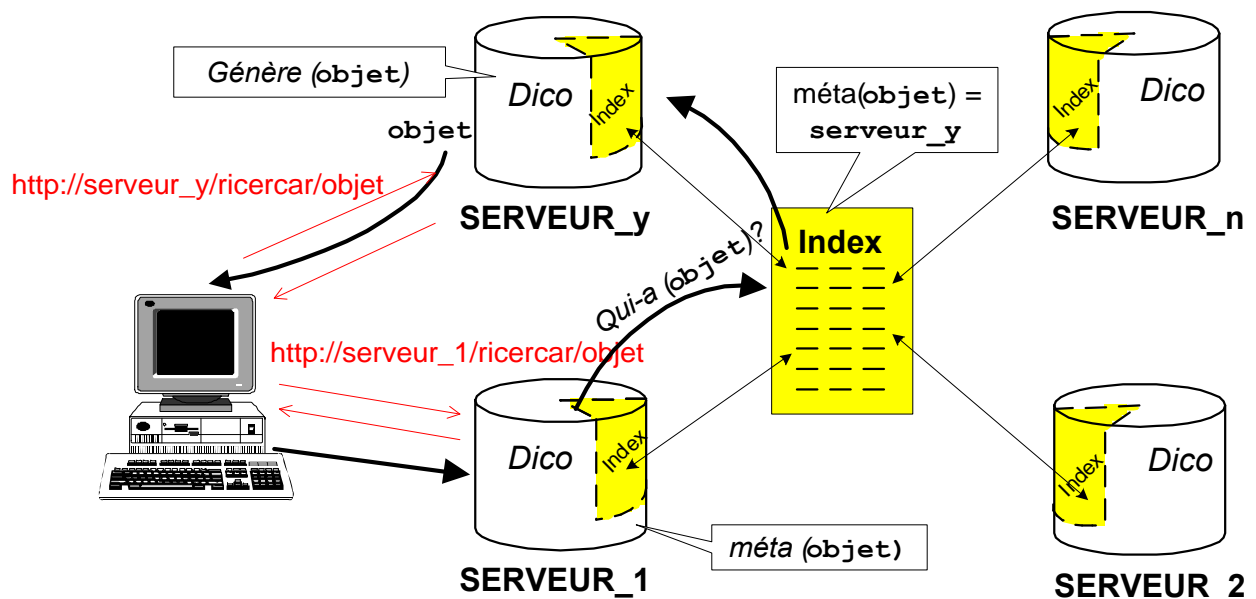 Génère (objet)
Dico
Index
objet
http://serveur_y/ricercar/objet
SERVEUR_y
méta(objet) =
serveur_y
Index
Dico
SERVEUR_n
Index
Qui-a (objet)?
http://serveur_1/ricercar/objet
Dico
Index
méta (objet)
SERVEUR_1
Index
Dico
SERVEUR_2